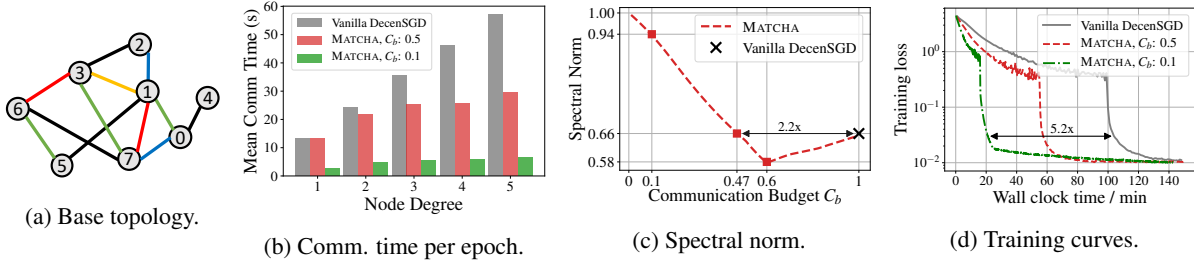 2
3
1
4
6
0
5
7
(a) Base topology.
Mean Comm Time (s)
60
50
40
30
20
10
0
Vanilla DecenSGD
MATCHA, Cb: 0.5
MATCHA, Cb: 0.1
1 2 3 4 5
Node Degree
(b) Comm. time per epoch.
Spectral Norm
1.00
0.94
0.66
0.58
MATCHA
Vanilla DecenSGD
2.2x
0 0.1 0.47 0.6 1
Communication Budget Cb
(c) Spectral norm.
Training loss
10^0
10^-1
10^-2
Vanilla DecenSGD
MATCHA, Cb: 0.5
MATCHA, Cb: 0.1
5.2x
0 20 40 60 80 100 120 140
Wall clock time / min
(d) Training curves.